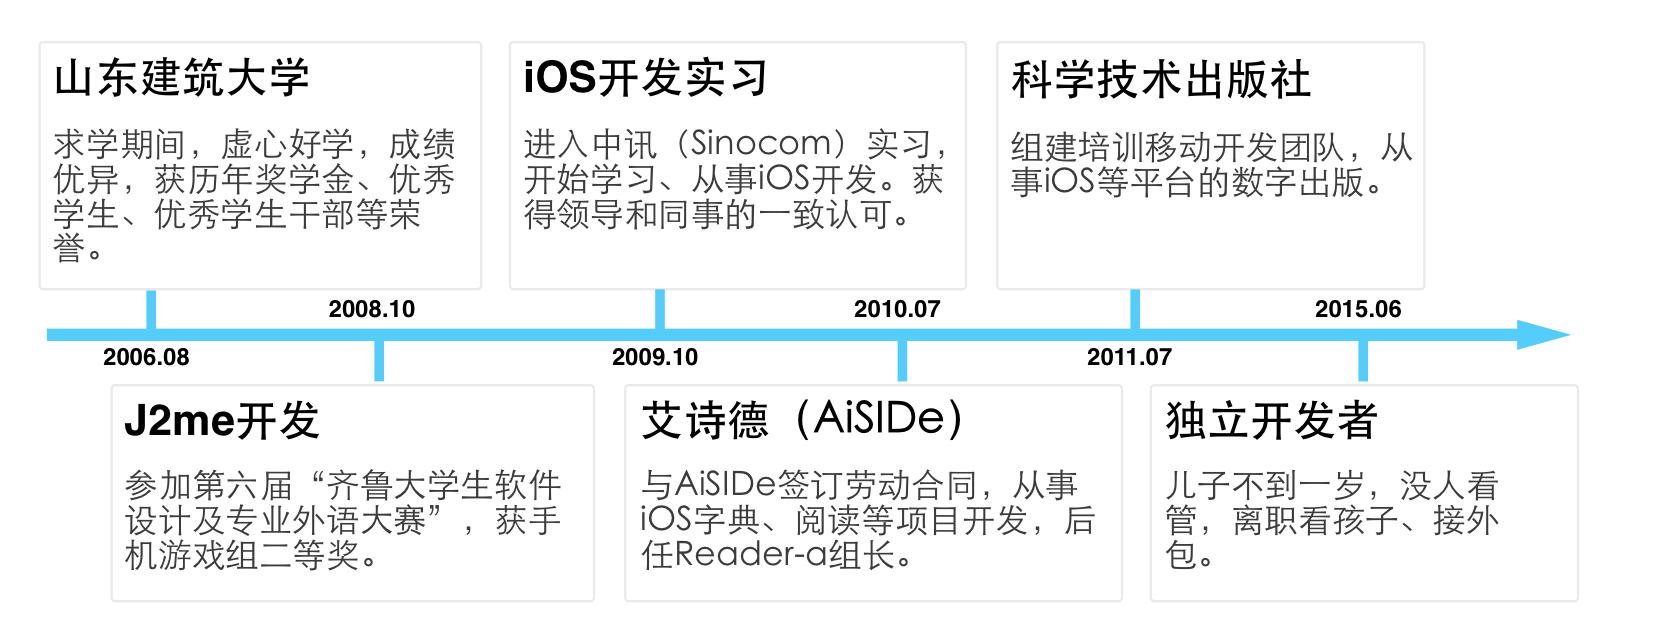 山东建筑大学
求学期间，虚心好学，成绩
优异，获历年奖学金、优秀
学生、优秀学生干部等荣
誉。
iOS开发实习
进入中讯（Sinocom）实习，
开始学习、从事iOS开发。获
得领导和同事的一致认可。
科学技术出版社
组建培训移动开发团队，从
事iOS等平台的数字出版。
2008.10
2010.07
2015.06
2006.08
2009.10
2011.07
J2me开发
参加第六届“齐鲁大学生软件
设计及专业外语大赛”，获手
机游戏组二等奖。
艾诗德（AiSIDe）
与AiSIDe签订劳动合同，从事
iOS字典、阅读等项目开发，后
任Reader-a组长。
独立开发者
儿子不到一岁，没人看
管，离职看孩子、接外
包。